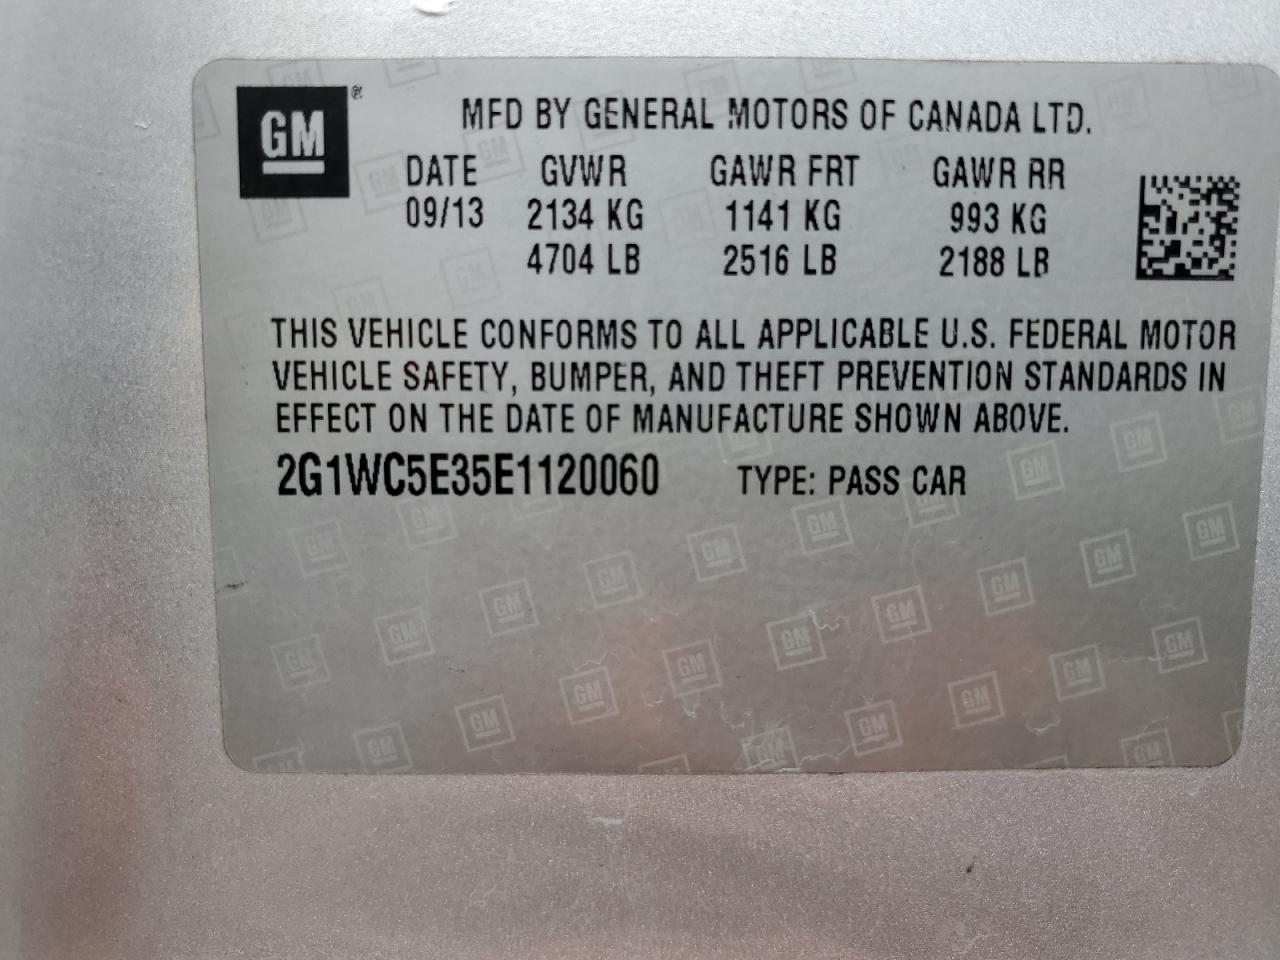 GM ® MFD BY GENERAL MOTORS OF CANADA LTD.
DATE GVWR GAWR FRT GAWR RR
09/13 2134 KG 1141 KG 993 KG
4704 LB 2516 LB 2188 LB
THIS VEHICLE CONFORMS TO ALL APPLICABLE U.S. FEDERAL MOTOR
VEHICLE SAFETY, BUMPER, AND THEFT PREVENTION STANDARDS IN
EFFECT ON THE DATE OF MANUFACTURE SHOWN ABOVE.
2G1WC5E35E1120060 TYPE: PASS CAR